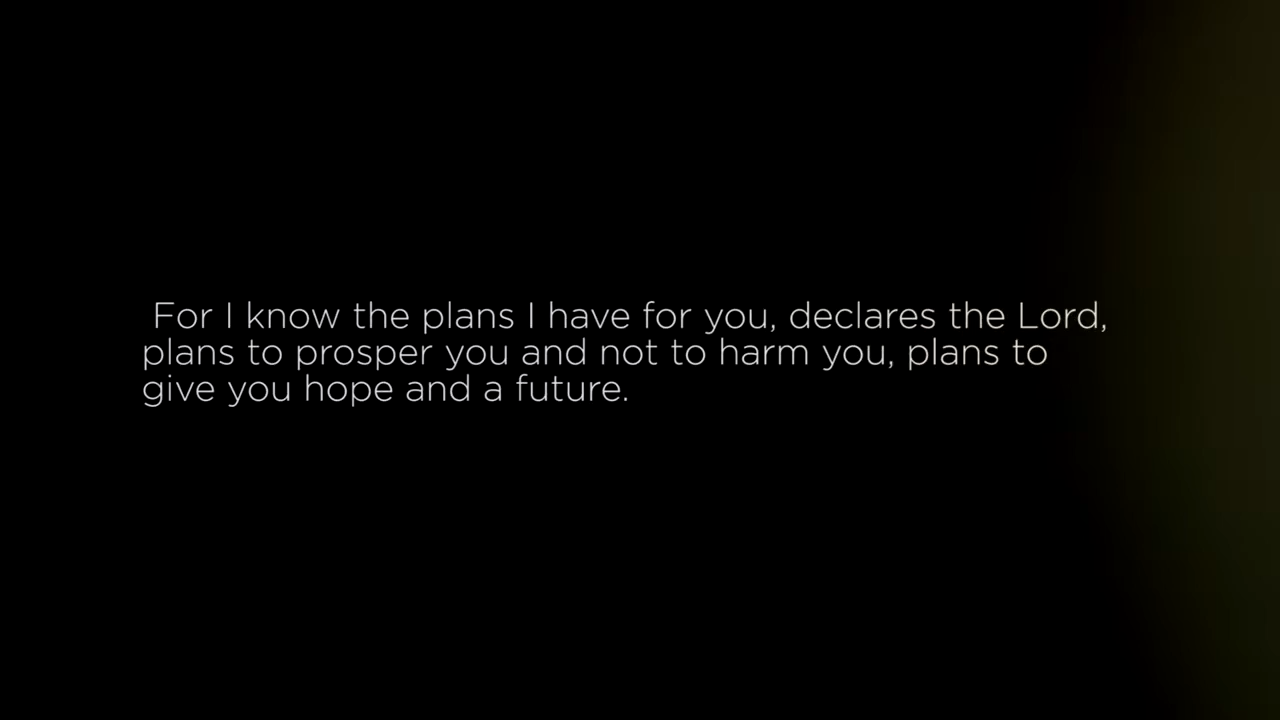 For I know the plans I have for you, declares the Lord,
plans to prosper you and not to harm you, plans to
give you hope and a future.